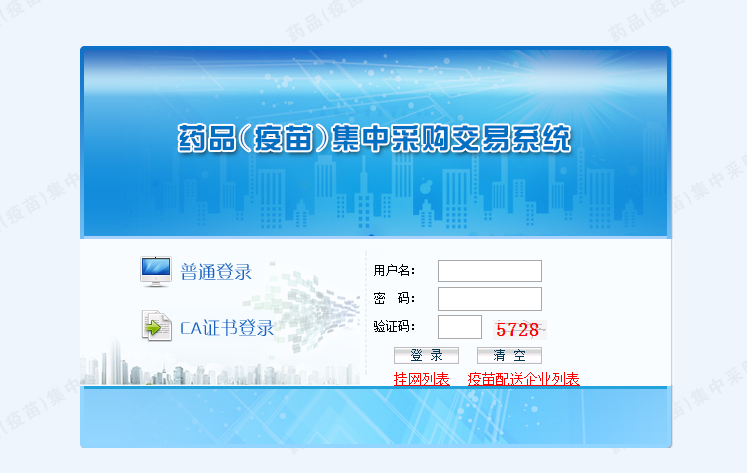 药品(疫苗)集中采购交易系统
普通登录
CA证书登录
用户名：
密 码：
验证码：
5728
登 录
清 空
挂网列表
疫苗配送企业列表